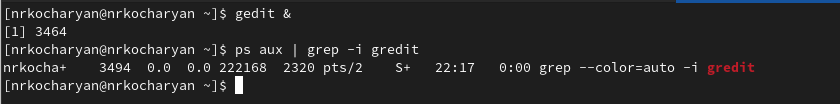 [nrkocharyan@nrkocharyan ~]$ gedit &
[1] 3464
[nrkocharyan@nrkocharyan ~]$ ps aux | grep -i gredit
nrkocha+    3494  0.0  0.0 222168  2320 pts/2    S+   22:17   0:00 grep --color=auto -i gredit
[nrkocharyan@nrkocharyan ~]$